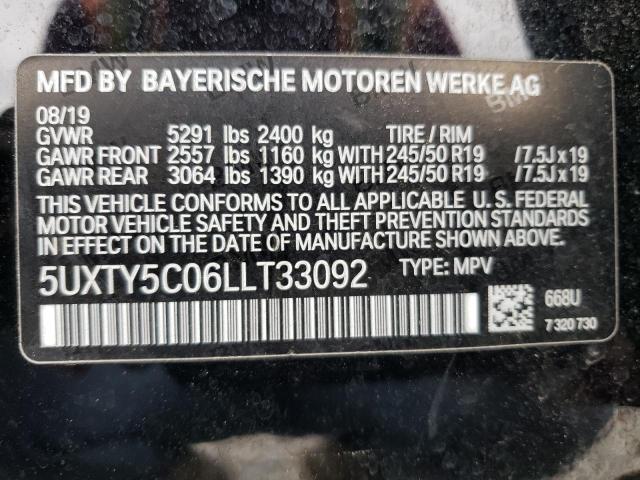 MFD BY BAYERISCHE MOTOREN WERKE AG
08/19
GVWR 5291 lbs 2400 kg TIRE / RIM
GAWR FRONT 2557 lbs 1160 kg WITH 245/50 R19 /7.5J x 19
GAWR REAR 3064 lbs 1390 kg WITH 245/50 R19 /7.5J x 19
THIS VEHICLE CONFORMS TO ALL APPLICABLE U. S. FEDERAL
MOTOR VEHICLE SAFETY AND THEFT PREVENTION STANDARDS
IN EFFECT ON THE DATE OF MANUFACTURE SHOWN ABOVE.
5UXTY5C06LLT33092 TYPE: MPV
668U
7320730